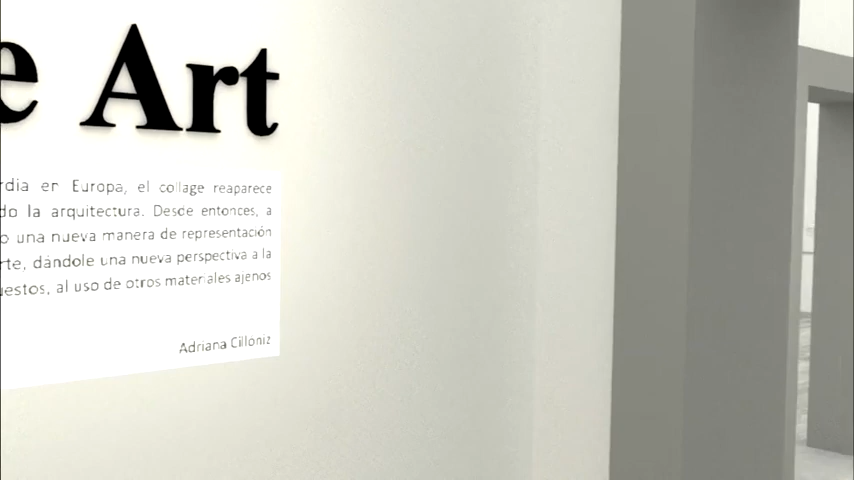 e Art
rdia en Europa, el collage reaparece
do la arquitectura. Desde entonces, a
o una nueva manera de representación
rte, dándole una nueva perspectiva a la
uestos, al uso de otros materiales ajenos
Adriana Cillóniz